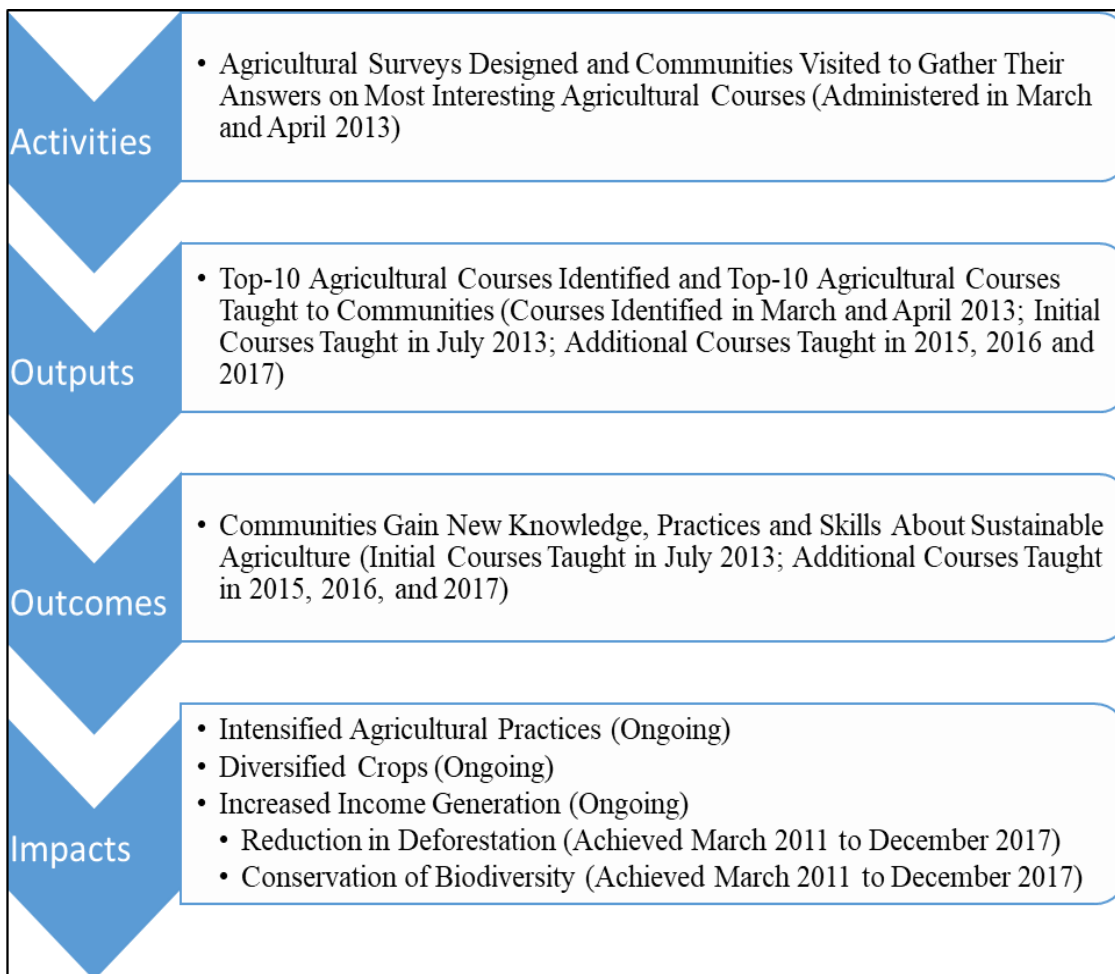 Activities
• Agricultural Surveys Designed and Communities Visited to Gather Their
Answers on Most Interesting Agricultural Courses (Administered in March
and April 2013)
Outputs
• Top-10 Agricultural Courses Identified and Top-10 Agricultural Courses
Taught to Communities (Courses Identified in March and April 2013; Initial
Courses Taught in July 2013; Additional Courses Taught in 2015, 2016 and
2017)
Outcomes
• Communities Gain New Knowledge, Practices and Skills About Sustainable
Agriculture (Initial Courses Taught in July 2013; Additional Courses Taught
in 2015, 2016, and 2017)
Impacts
• Intensified Agricultural Practices (Ongoing)
• Diversified Crops (Ongoing)
• Increased Income Generation (Ongoing)
• Reduction in Deforestation (Achieved March 2011 to December 2017)
• Conservation of Biodiversity (Achieved March 2011 to December 2017)